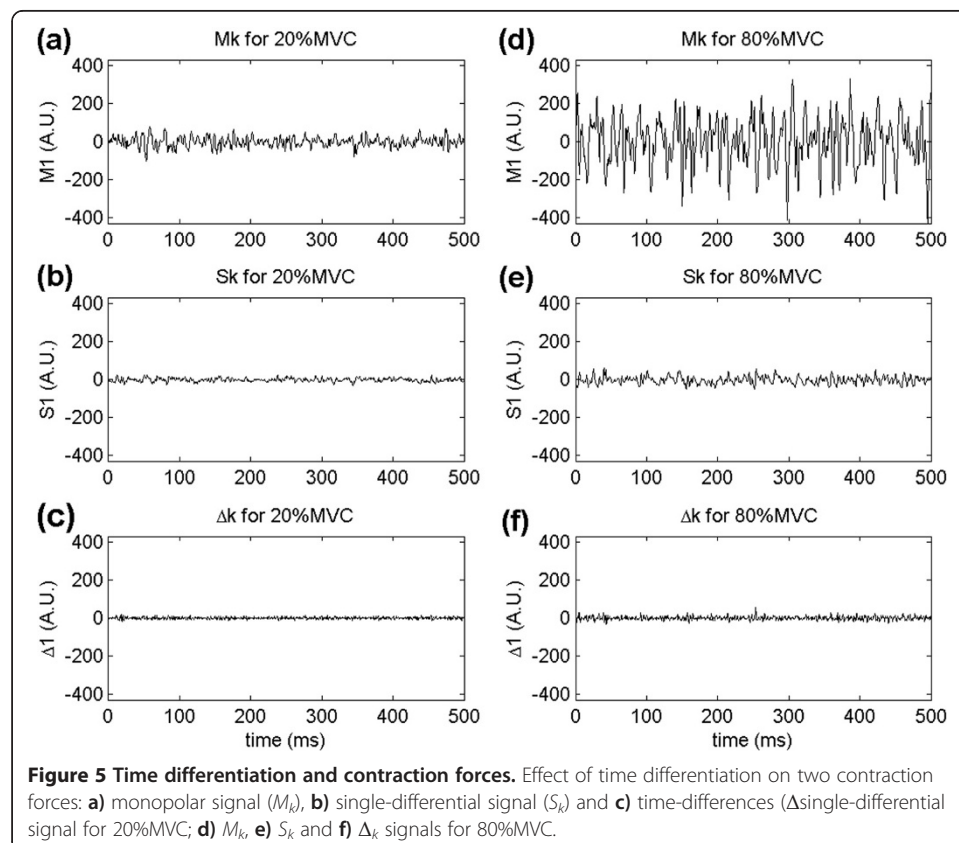 (a) Mk for 20%MVC
M1 (A.U.)
400
200
0
-200
-400
0 100 200 300 400 500
(d) Mk for 80%MVC
M1 (A.U.)
400
200
0
-200
-400
0 100 200 300 400 500
(b) Sk for 20%MVC
S1 (A.U.)
400
200
0
-200
-400
0 100 200 300 400 500
(e) Sk for 80%MVC
S1 (A.U.)
400
200
0
-200
-400
0 100 200 300 400 500
(c) Δk for 20%MVC
Δ1 (A.U.)
400
200
0
-200
-400
0 100 200 300 400 500
time (ms)
(f) Δk for 80%MVC
Δ1 (A.U.)
400
200
0
-200
-400
0 100 200 300 400 500
time (ms)
Figure 5 Time differentiation and contraction forces. Effect of time differentiation on two contraction
forces: a) monopolar signal (Mk), b) single-differential signal (Sk) and c) time-differences (Δsingle-differential
signal for 20%MVC; d) Mk, e) Sk and f) Δk signals for 80%MVC.